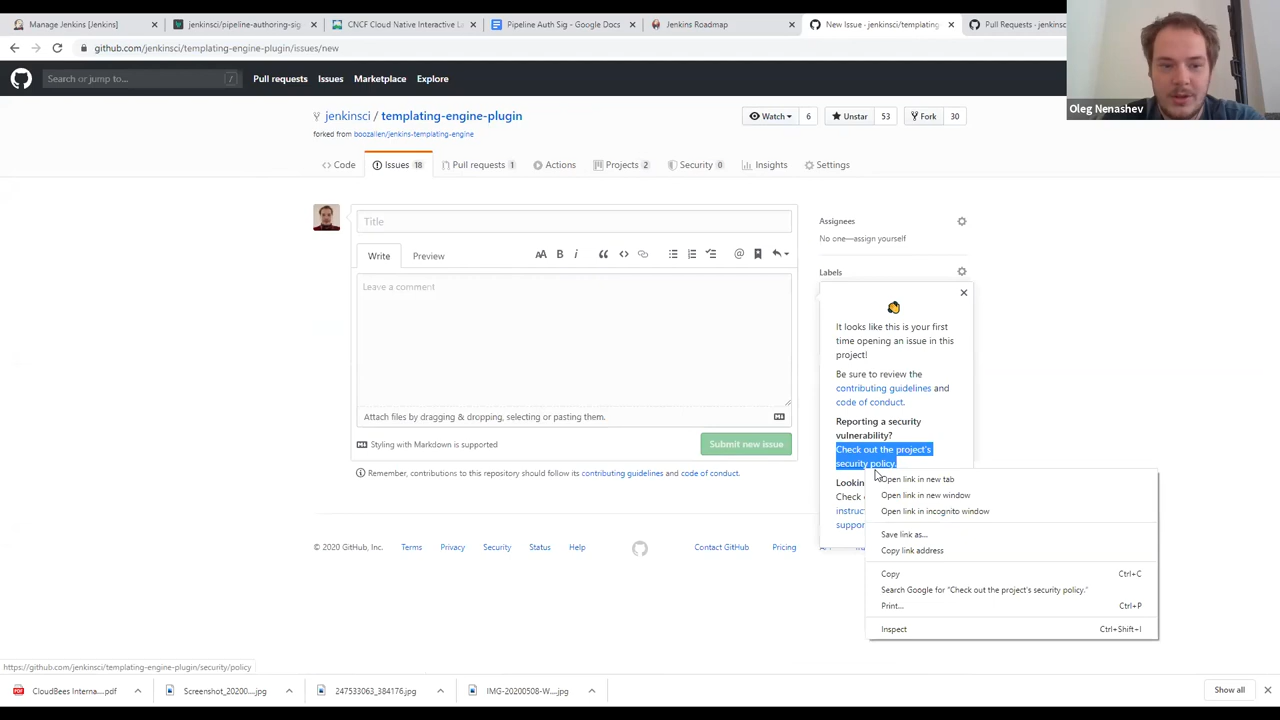 Manage Jenkins [Jenkins]
jenkinsci/pipeline-authoring-sig
CNCF Cloud Native Interactive L
Pipeline Auth Sig - Google Docs
Jenkins Roadmap
New Issue · jenkinsci/templating
Pull Requests · jenkinsci
github.com/jenkinsci/templating-engine-plugin/issues/new
Search or jump to...
/
Pull requests Issues Marketplace Explore
Oleg Nenashev
jenkinsci / templating-engine-plugin
forked from boozallen/jenkins-templating-engine
Watch 6 Unstar 53 Fork 30
Code Issues 18 Pull requests 1 Actions Projects 2 Security 0 Insights Settings
Title
Write Preview
Leave a comment
Attach files by dragging & dropping, selecting or pasting them.
Styling with Markdown is supported
Submit new issue
Remember, contributions to this repository should follow its contributing guidelines and code of conduct.
Assignees
No one—assign yourself
Labels
It looks like this is your first
time opening an issue in this
project!
Be sure to review the
contributing guidelines and
code of conduct.
Reporting a security
vulnerability?
Check out the project's
security policy.
Lookin
Check
instruct
suppor
Open link in new tab
Open link in new window
Open link in incognito window
Save link as...
Copy link address
Copy Ctrl+C
Search Google for "Check out the project's security policy."
Print... Ctrl+P
Inspect Ctrl+Shift+I
© 2020 GitHub, Inc. Terms Privacy Security Status Help
Contact GitHub Pricing
https://github.com/jenkinsci/templating-engine-plugin/security/policy
CloudBees Interna....pdf
Screenshot_20200....jpg
247533063_384176.jpg
IMG-20200508-W....jpg
Show all